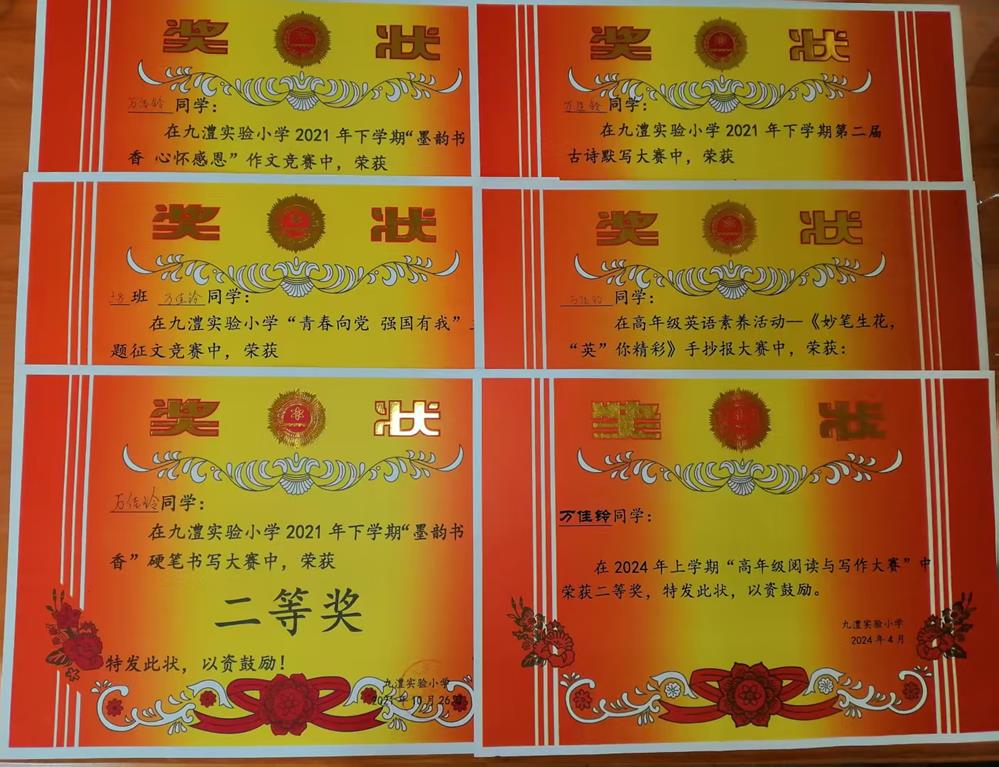 奖 状
万佳铃 同学：
在九澧实验小学 2021 年下学期“墨韵书
香 心怀感恩”作文竞赛中，荣获
奖 状
万佳铃 同学：
在九澧实验小学 2021 年下学期第二届
古诗默写大赛中，荣获
奖 状
班 万佳铃 同学：
在九澧实验小学“青春向党 强国有我”
题征文竞赛中，荣获
奖 状
万佳铃 同学：
在高年级英语素养活动—《妙笔生花，
“英”你精彩》手抄报大赛中，荣获：
奖 状
万佳铃 同学：
在九澧实验小学 2021 年下学期“墨韵书
香”硬笔书写大赛中，荣获
二等奖
特发此状，以资鼓励！
九澧实验小学
2021 年 10 月 26
奖 状
万佳铃同学：
在 2024 年上学期“高年级阅读与写作大赛”中
荣获二等奖，特发此状，以资鼓励。
九澧实验小学
2024 年 4 月